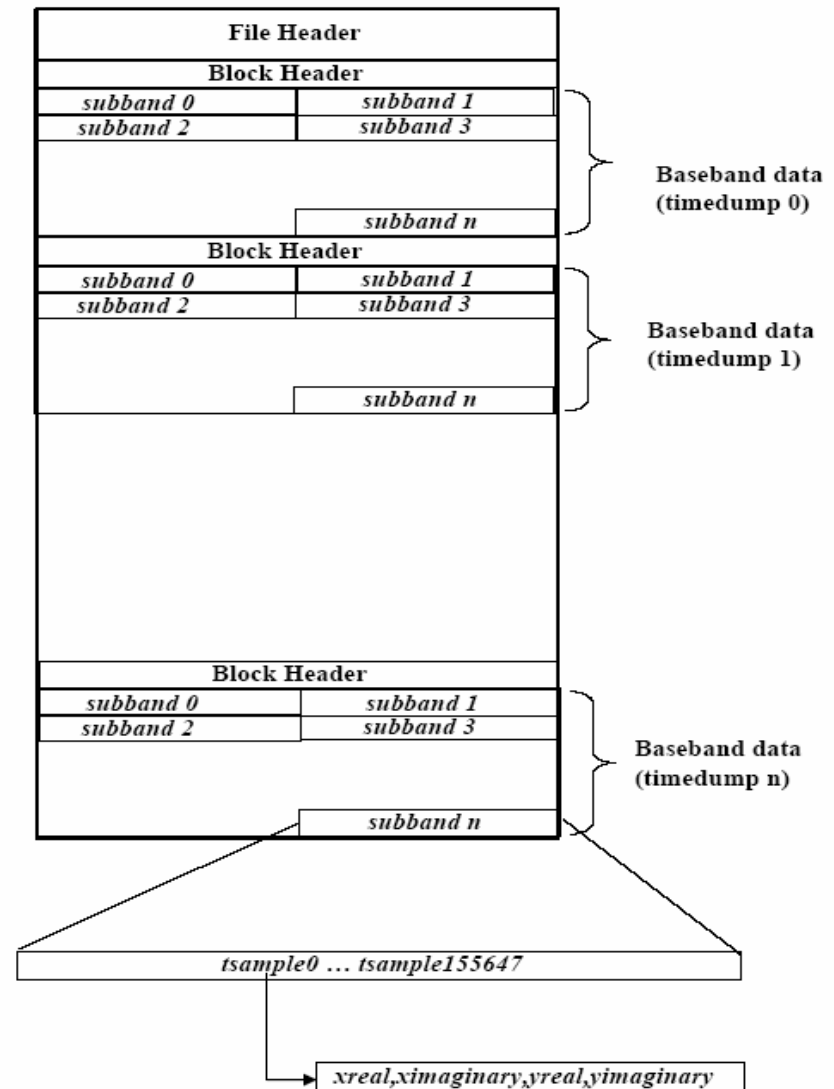 File Header
Block Header
subband 0 subband 1
subband 2 subband 3
subband n
Baseband data
(timedump 0)
Block Header
subband 0 subband 1
subband 2 subband 3
subband n
Baseband data
(timedump 1)
Block Header
subband 0 subband 1
subband 2 subband 3
subband n
Baseband data
(timedump n)
tsample0 … tsample155647
xreal,ximaginary,yreal,yimaginary